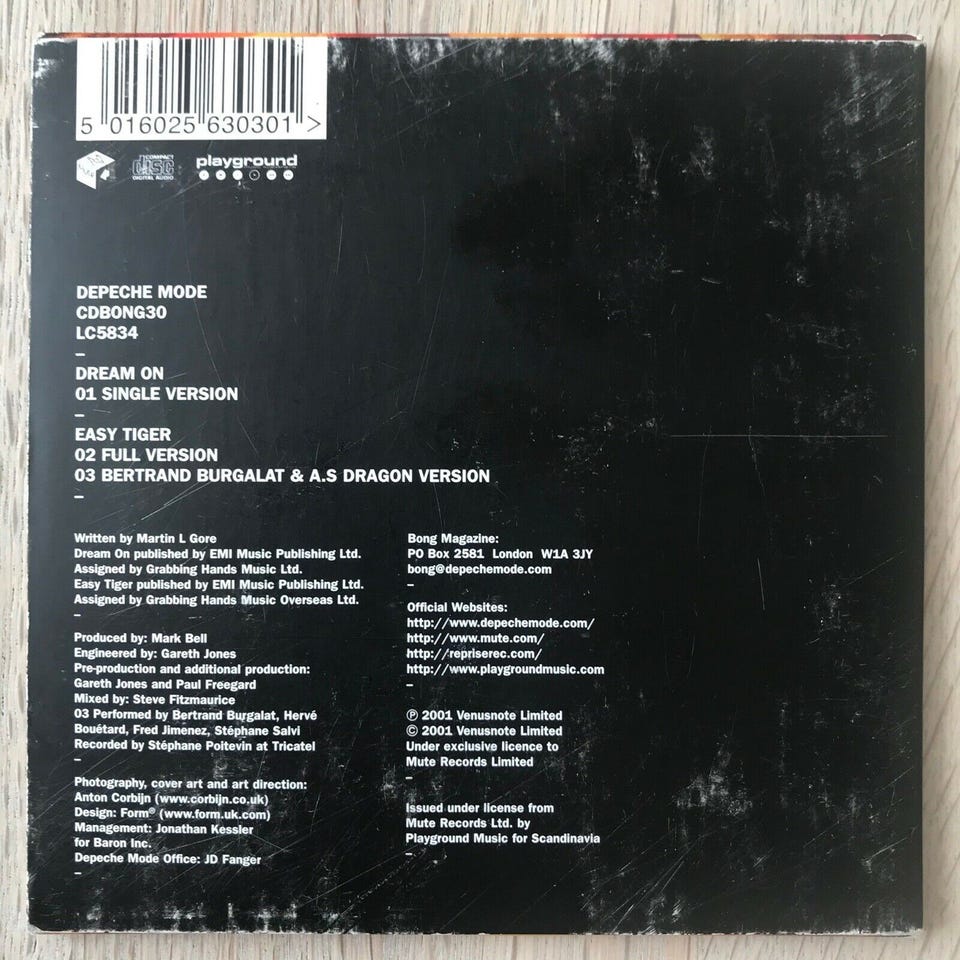 5 016025 630301 >
COMPACT
disc
DIGITAL AUDIO
playground
DEPECHE MODE
CDBONG30
LC5834
–
DREAM ON
01 SINGLE VERSION
–
EASY TIGER
02 FULL VERSION
03 BERTRAND BURGALAT & A.S DRAGON VERSION
–
Written by Martin L Gore
Dream On published by EMI Music Publishing Ltd.
Assigned by Grabbing Hands Music Ltd.
Easy Tiger published by EMI Music Publishing Ltd.
Assigned by Grabbing Hands Music Overseas Ltd.
–
Produced by: Mark Bell
Engineered by: Gareth Jones
Pre-production and additional production:
Gareth Jones and Paul Freegard
Mixed by: Steve Fitzmaurice
03 Performed by Bertrand Burgalat, Hervé
Bouétard, Fred Jimenez, Stéphane Salvi
Recorded by Stéphane Poitevin at Tricatel
–
Photography, cover art and art direction:
Anton Corbijn (www.corbijn.co.uk)
Design: Form® (www.form.uk.com)
Management: Jonathan Kessler
for Baron Inc.
Depeche Mode Office: JD Fanger
–
Bong Magazine:
PO Box 2581 London W1A 3JY
bong@depechemode.com
–
Official Websites:
http://www.depechemode.com/
http://www.mute.com/
http://repriserec.com/
http://www.playgroundmusic.com
–
℗ 2001 Venusnote Limited
© 2001 Venusnote Limited
Under exclusive licence to
Mute Records Limited
–
Issued under license from
Mute Records Ltd. by
Playground Music for Scandinavia
–